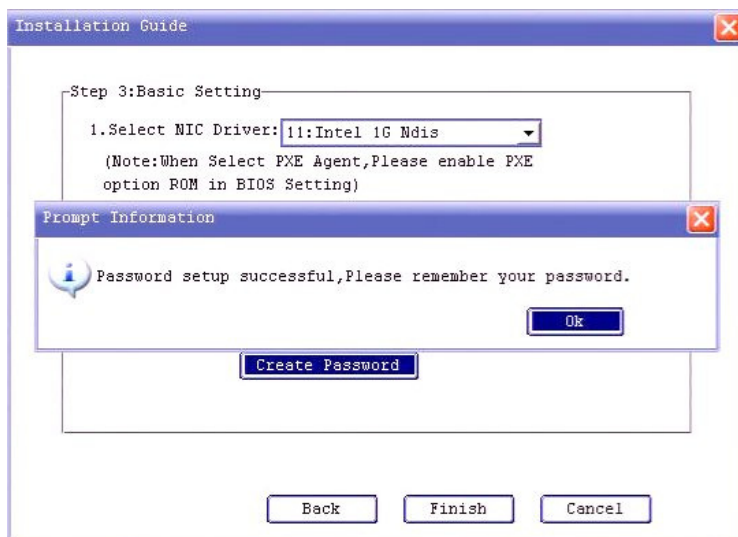 Installation Guide
Step 3:Basic Setting
1.Select NIC Driver: 11:Intel 1G Ndis
(Note:When Select PXE Agent,Please enable PXE
option ROM in BIOS Setting)
Prompt Information
Password setup successful,Please remember your password.
Ok
Create Password
Back Finish Cancel